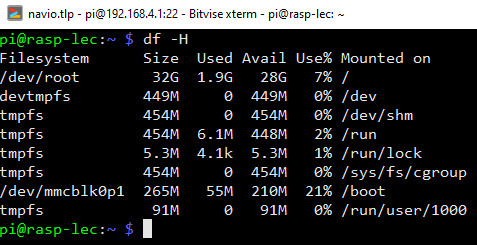 navio.tlp - pi@192.168.4.1:22 - Bitvise xterm - pi@rasp-lec: ~
pi@rasp-lec:~ $ df -H
Filesystem      Size  Used Avail Use% Mounted on
/dev/root        32G  1.9G   28G   7% /
devtmpfs        449M     0  449M   0% /dev
tmpfs           454M     0  454M   0% /dev/shm
tmpfs           454M  6.1M  448M   2% /run
tmpfs           5.3M  4.1k  5.3M   1% /run/lock
tmpfs           454M     0  454M   0% /sys/fs/cgroup
/dev/mmcblk0p1  265M   55M  210M  21% /boot
tmpfs            91M     0   91M   0% /run/user/1000
pi@rasp-lec:~ $